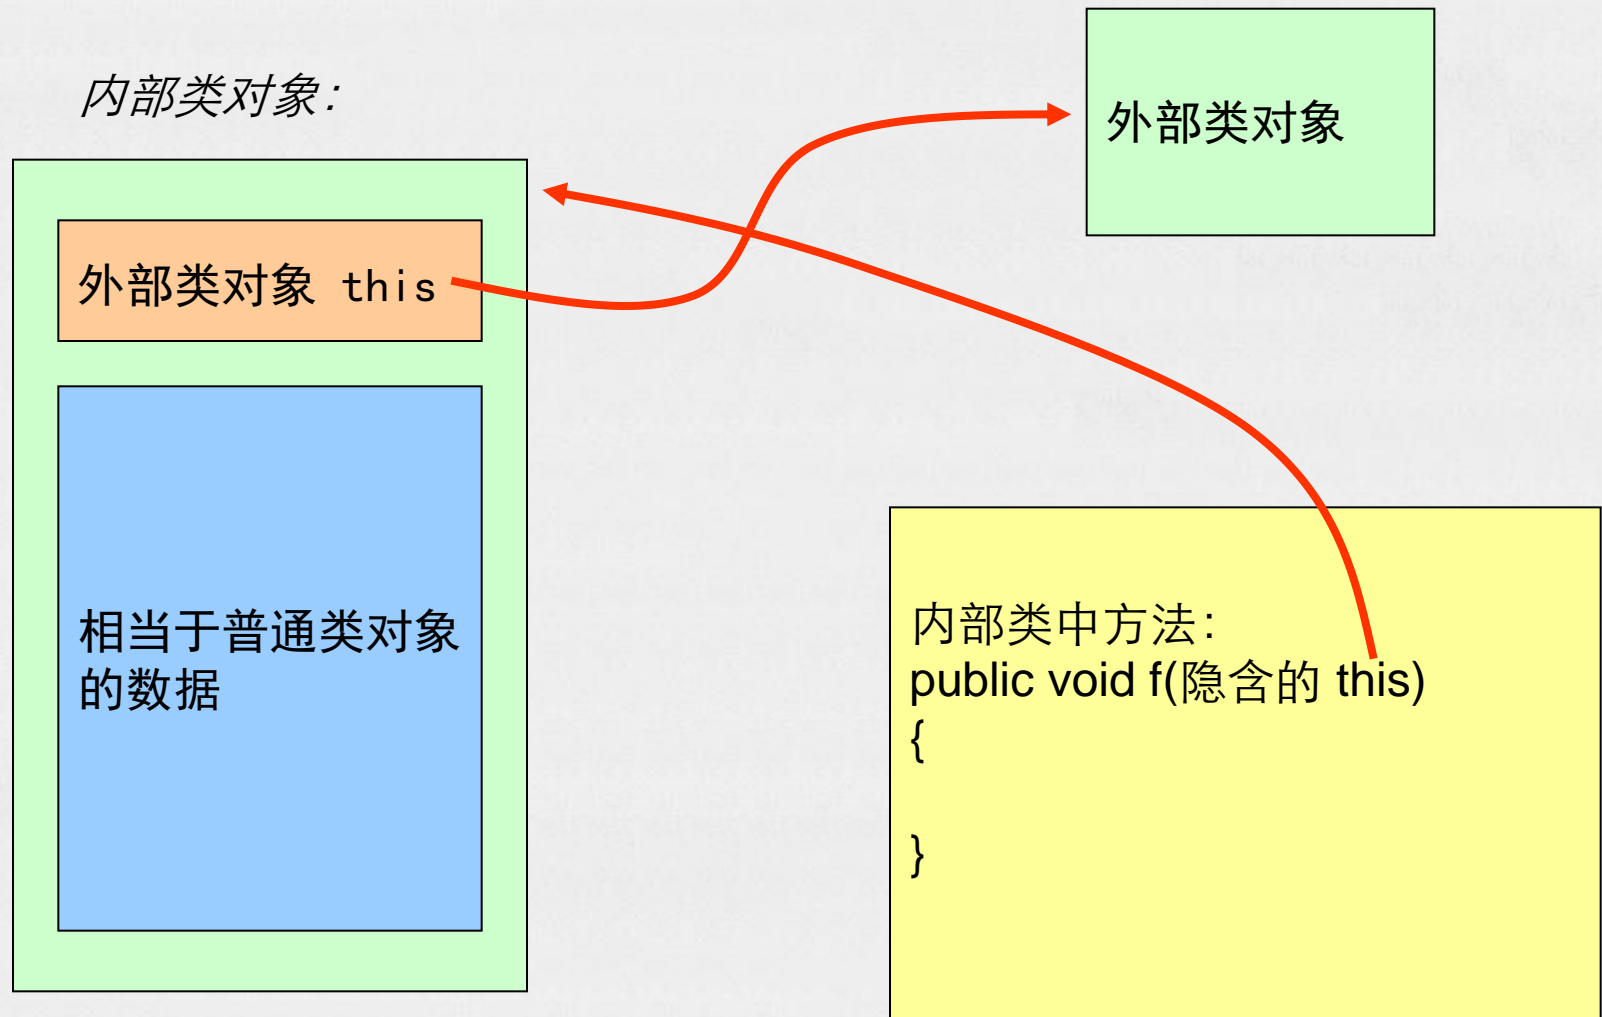 内部类对象：
外部类对象
外部类对象 this
相当于普通类对象
的数据
内部类中方法：
public void f(隐含的 this)
{
}